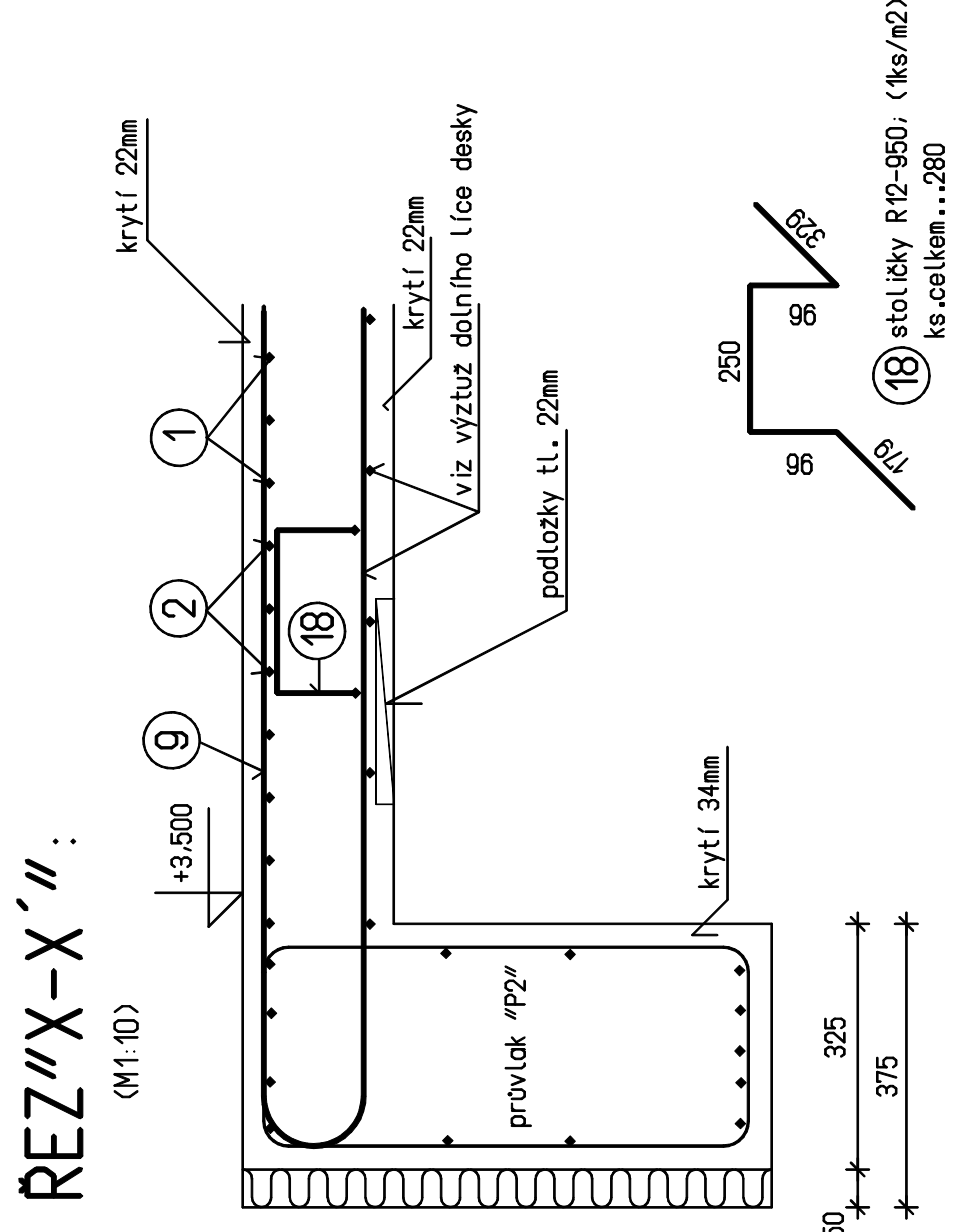 ŘEZ"X-X´":
(M1:10)
+3,500
9
2
1
krytí 22mm
18
krytí 22mm
viz výztuž dolního líce desky
podložky tl. 22mm
krytí 34mm
průvlak "P2"
325
375
250
96
96
179
329
18
stoličky R12-950; (1ks/m2)
ks.celkem...280